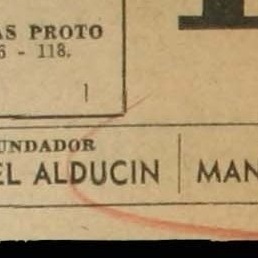 AS PROTO
6 - 118.
1
UNDADOR
EL ALDUCIN
MAN